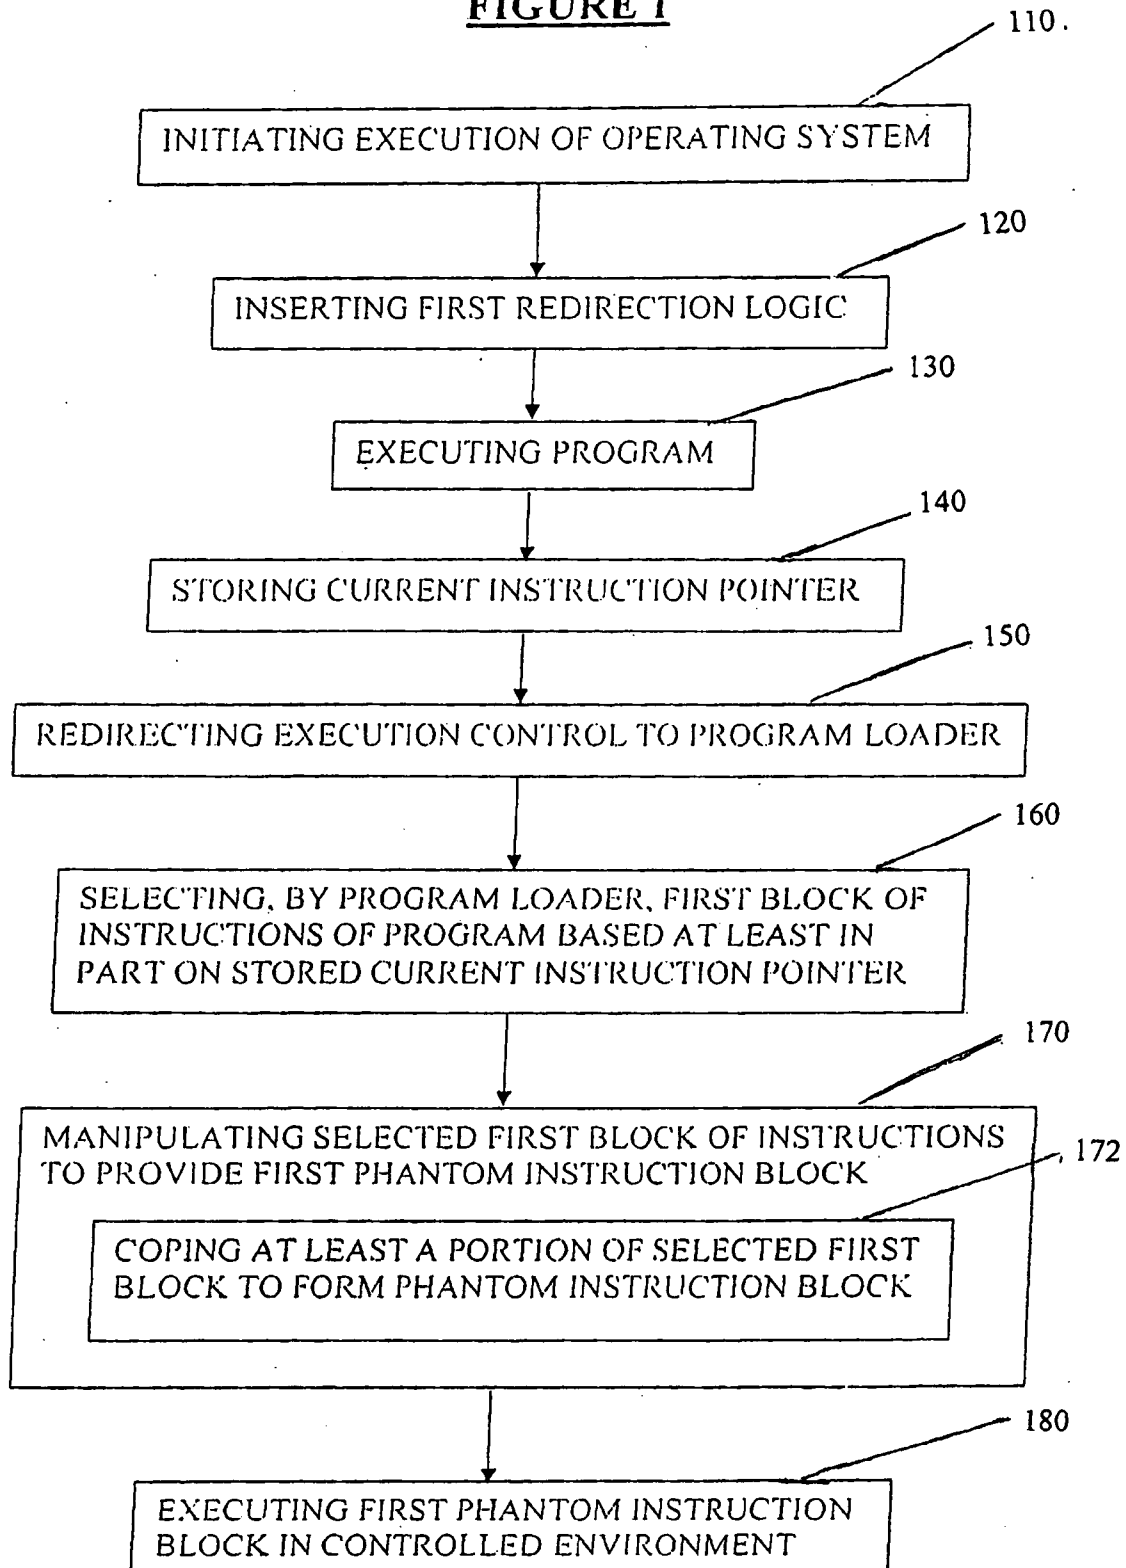 FIGURE 1
110.
INITIATING EXECUTION OF OPERATING SYSTEM
120
INSERTING FIRST REDIRECTION LOGIC
130
EXECUTING PROGRAM
140
STORING CURRENT INSTRUCTION POINTER
150
REDIRECTING EXECUTION CONTROL TO PROGRAM LOADER
160
SELECTING, BY PROGRAM LOADER, FIRST BLOCK OF
INSTRUCTIONS OF PROGRAM BASED AT LEAST IN
PART ON STORED CURRENT INSTRUCTION POINTER
170
MANIPULATING SELECTED FIRST BLOCK OF INSTRUCTIONS
TO PROVIDE FIRST PHANTOM INSTRUCTION BLOCK
172
COPING AT LEAST A PORTION OF SELECTED FIRST
BLOCK TO FORM PHANTOM INSTRUCTION BLOCK
180
EXECUTING FIRST PHANTOM INSTRUCTION
BLOCK IN CONTROLLED ENVIRONMENT